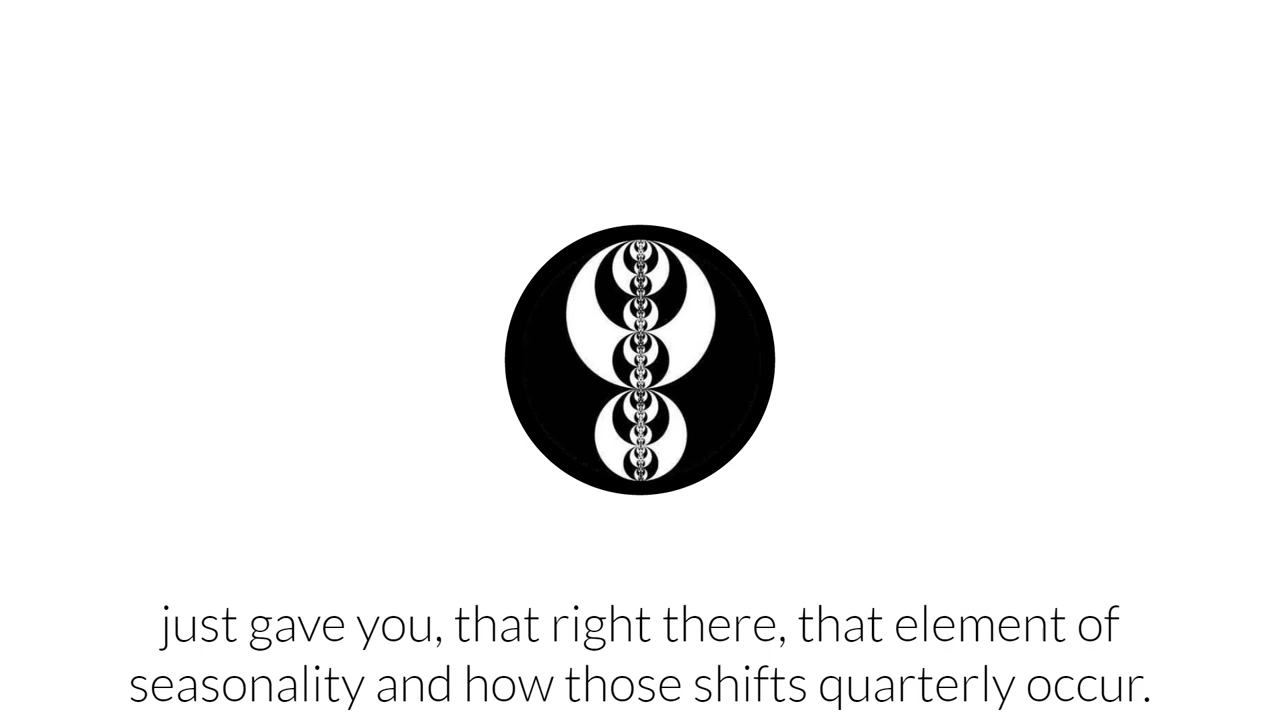 just gave you, that right there, that element of
seasonality and how those shifts quarterly occur.